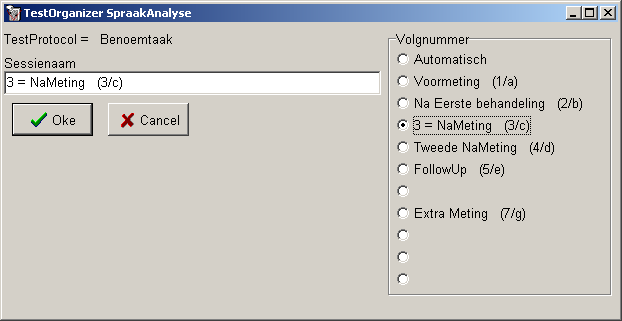 TestOrganizer SpraakAnalyse
TestProtocol = Benoemtaak
Sessienaam
3 = NaMeting (3/c)
Oke
Cancel
Volgnummer
Automatisch
Voormeting (1/a)
Na Eerste behandeling (2/b)
3 = NaMeting (3/c)
Tweede NaMeting (4/d)
FollowUp (5/e)
Extra Meting (7/g)